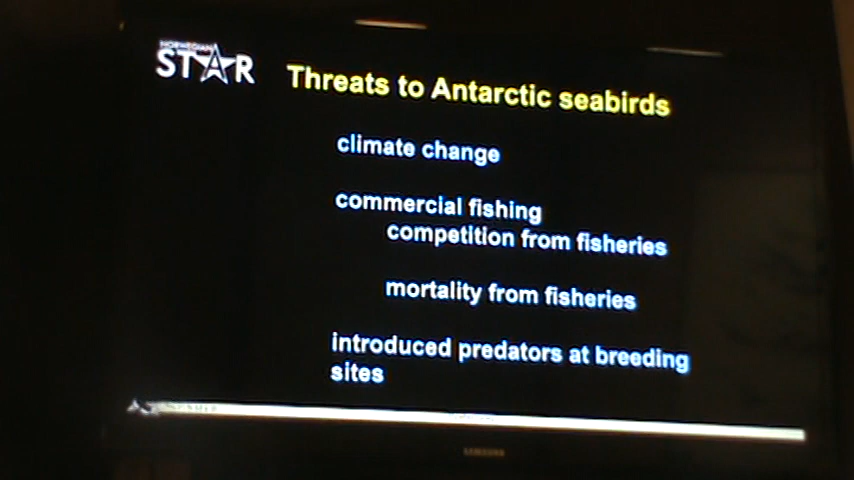 NORWEGIAN
STAR
Threats to Antarctic seabirds
climate change
commercial fishing
competition from fisheries
mortality from fisheries
introduced predators at breeding
sites
SAMSUNG